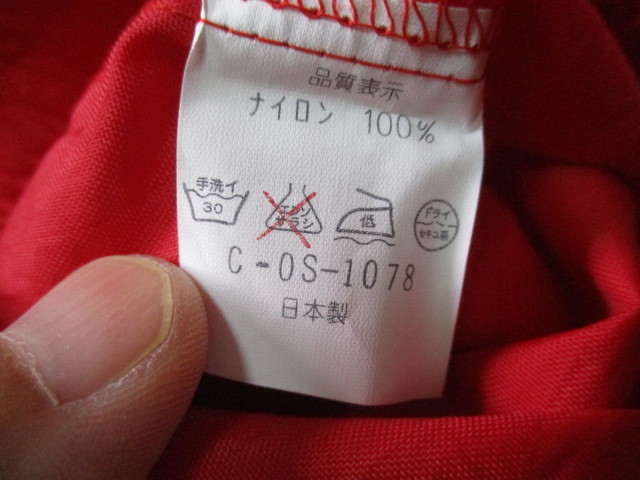 品質表示
ナイロン 100%
手洗イ
30
エンソ
サラシ
低
ドライ
セキユ系
C-OS-1078
日本製